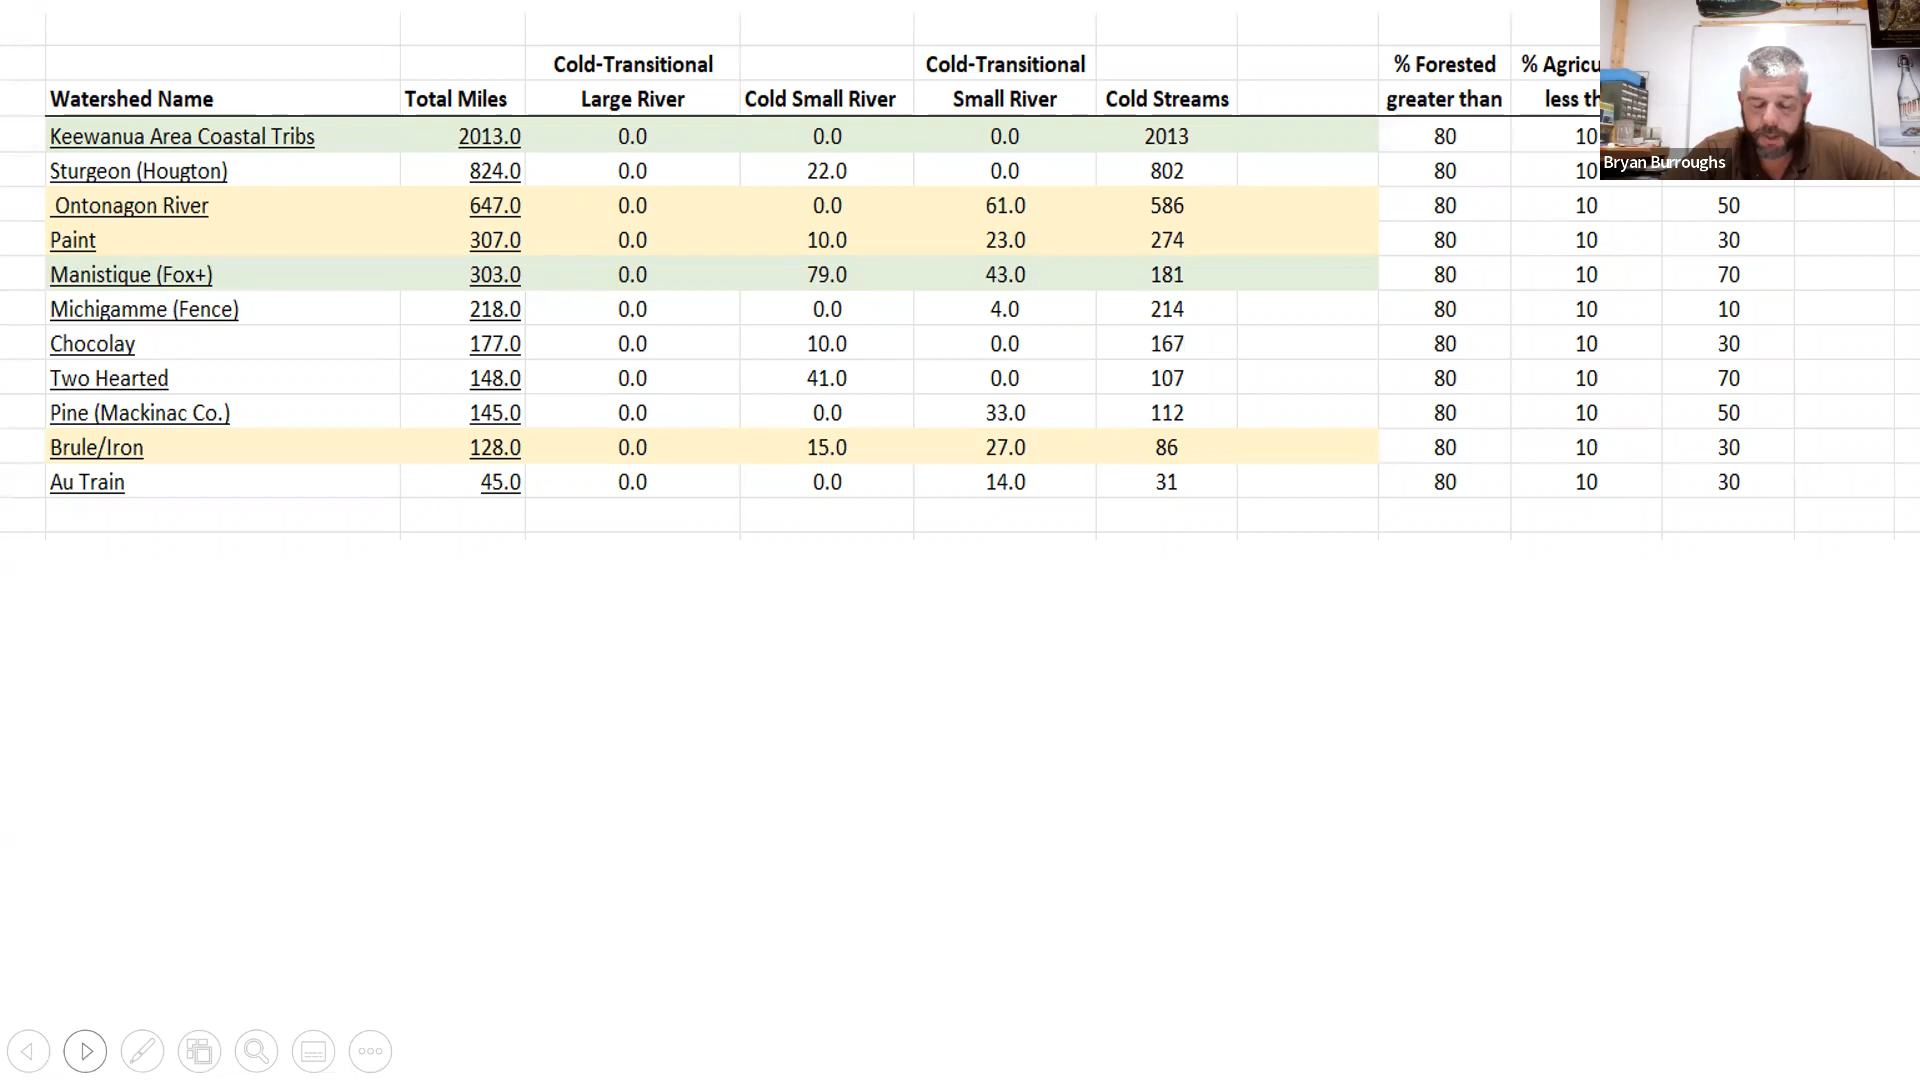 Cold-Transitional Cold-Transitional % Forested % Agricu
Watershed Name Total Miles Large River Cold Small River Small River Cold Streams greater than less th
Keewanua Area Coastal Tribs 2013.0 0.0 0.0 0.0 2013 80 10
Sturgeon (Hougton) 824.0 0.0 22.0 0.0 802 80 10
Ontonagon River 647.0 0.0 0.0 61.0 586 80 10 50
Paint 307.0 0.0 10.0 23.0 274 80 10 30
Manistique (Fox+) 303.0 0.0 79.0 43.0 181 80 10 70
Michigamme (Fence) 218.0 0.0 0.0 4.0 214 80 10 10
Chocolay 177.0 0.0 10.0 0.0 167 80 10 30
Two Hearted 148.0 0.0 41.0 0.0 107 80 10 70
Pine (Mackinac Co.) 145.0 0.0 0.0 33.0 112 80 10 50
Brule/Iron 128.0 0.0 15.0 27.0 86 80 10 30
Au Train 45.0 0.0 0.0 14.0 31 80 10 30
Bryan Burroughs